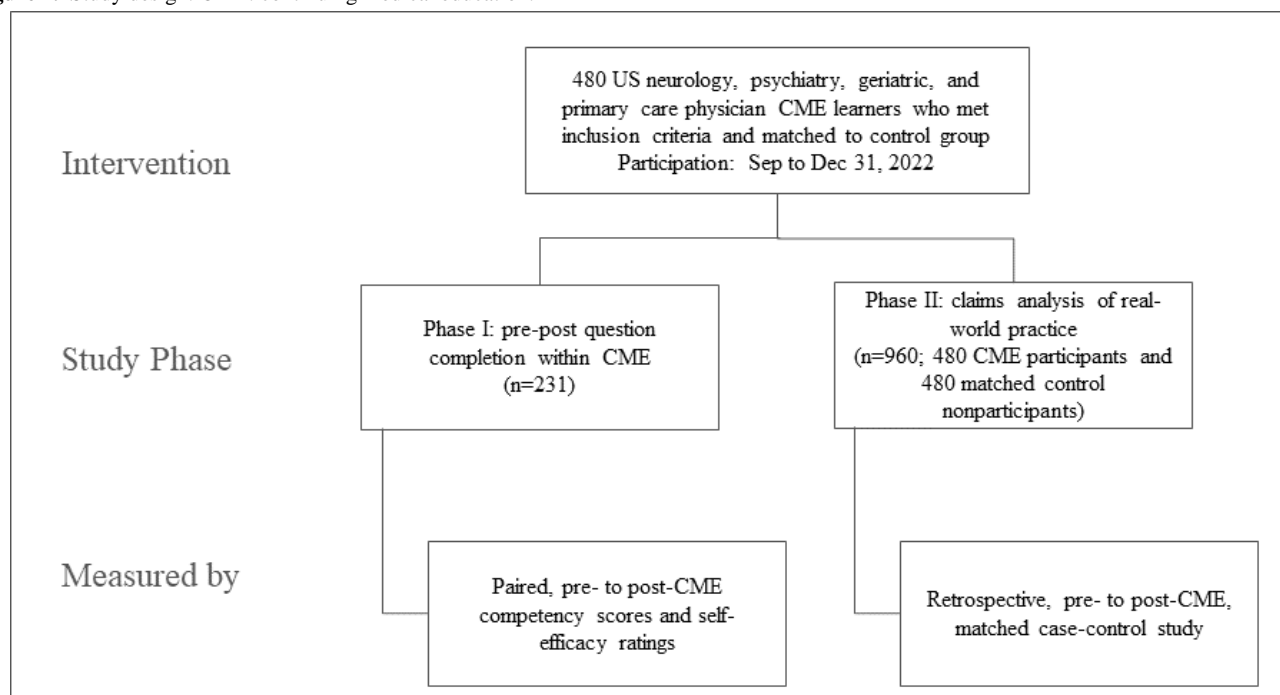 Intervention
480 US neurology, psychiatry, geriatric, and
primary care physician CME learners who met
inclusion criteria and matched to control group
Participation: Sep to Dec 31, 2022
Study Phase
Phase I: pre-post question
completion within CME
(n=231)
Phase II: claims analysis of real-
world practice
(n=960; 480 CME participants and
480 matched control
nonparticipants)
Measured by
Paired, pre- to post-CME
competency scores and self-
efficacy ratings
Retrospective, pre- to post-CME,
matched case-control study